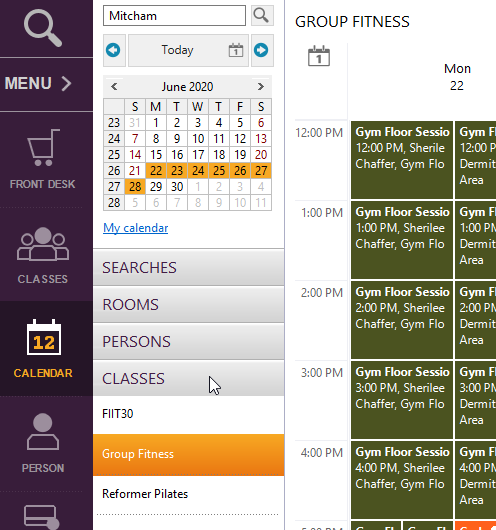 MENU
FRONT DESK
CLASSES
12
CALENDAR
PERSON
Mitcham
Today
1
June 2020
S M T W T F S
23 31 1 2 3 4 5 6
24 7 8 9 10 11 12 13
25 14 15 16 17 18 19 20
26 21 22 23 24 25 26 27
27 28 29 30 1 2 3 4
28 5 6 7 8 9 10 11
My calendar
SEARCHES
ROOMS
PERSONS
CLASSES
FIIT30
Group Fitness
Reformer Pilates
GROUP FITNESS
1
Mon
22
12:00 PM
Gym Floor Sessio
12:00 PM, Sherile
Chaffer, Gym Flo
Gym F
12:00 P
Dermit
Area
1:00 PM
Gym Floor Sessio
1:00 PM, Sherilee
Chaffer, Gym Flo
Gym Fl
1:00 PM
Dermit
Area
2:00 PM
Gym Floor Sessio
2:00 PM, Sherilee
Chaffer, Gym Flo
Gym Fl
2:00 PM
Dermit
Area
3:00 PM
Gym Floor Sessio
3:00 PM, Sherilee
Chaffer, Gym Flo
Gym Fl
3:00 PM
Dermit
Area
4:00 PM
Gym Floor Sessio
4:00 PM, Sherilee
Chaffer, Gym Flo
Gym Fl
4:00 PM
Dermit
Area